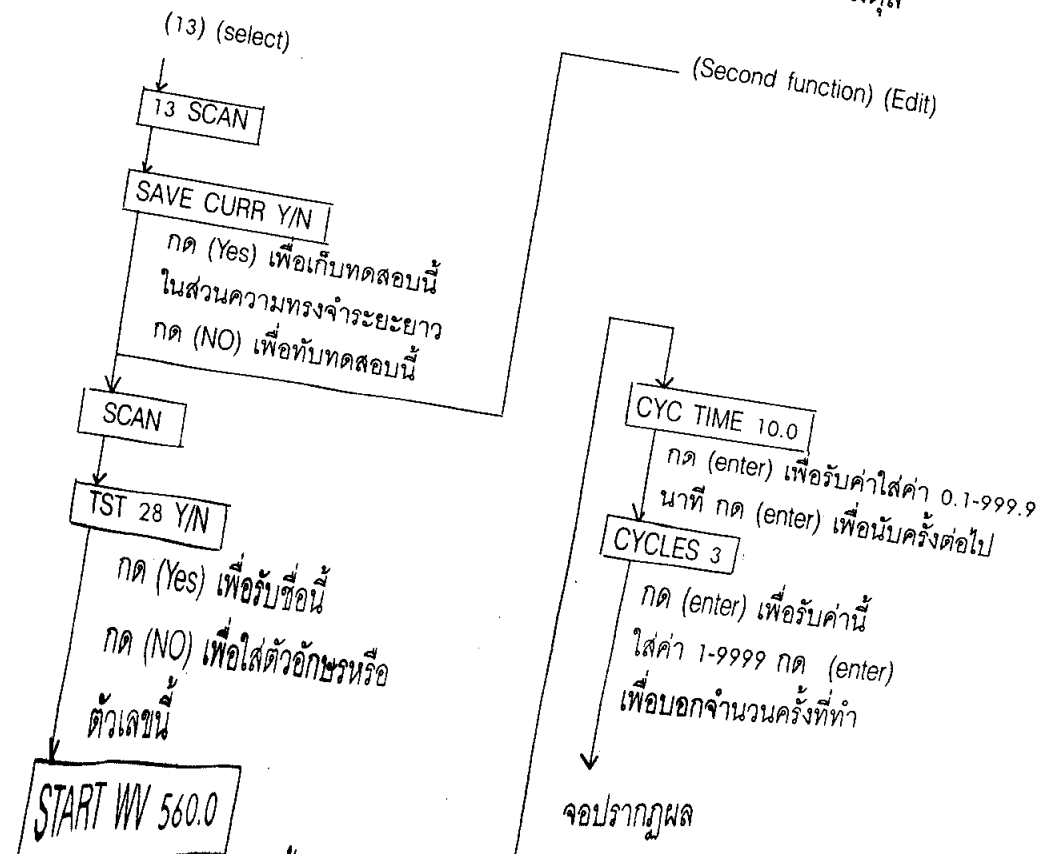 (13) (select)
13 SCAN
SAVE CURR Y/N
กด (Yes) เพื่อเก็บทดสอบนี้
ในส่วนความทรงจำระยะยาว
กด (NO) เพื่อทับทดสอบนี้
SCAN
TST 28 Y/N
กด (Yes) เพื่อรับชื่อนี้
กด (NO) เพื่อใส่ตัวอักษรหรือ
ตัวเลขนี้
START WV 560.0
(Second function) (Edit)
CYC TIME 10.0
กด (enter) เพื่อรับค่าใส่ค่า 0.1-999.9
นาที กด (enter) เพื่อนับครั้งต่อไป
CYCLES 3
กด (enter) เพื่อรับค่านี้
ใส่ค่า 1-9999 กด (enter)
เพื่อบอกจำนวนครั้งที่ทำ
จอปรากฏผล